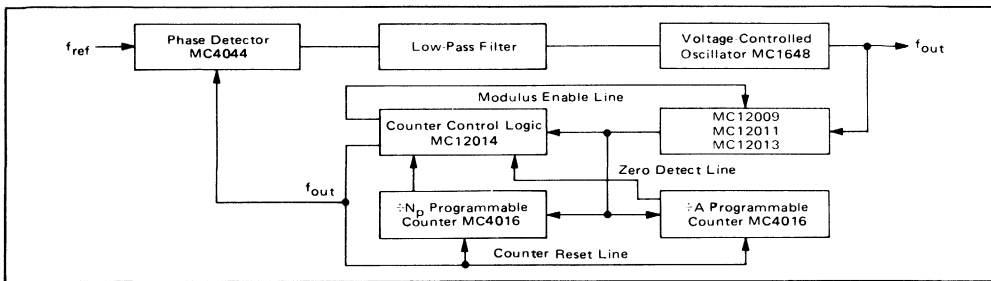 f_ref
Phase Detector
MC4044
Low-Pass Filter
Voltage-Controlled
Oscillator MC1648
f_out
Modulus Enable Line
Counter Control Logic
MC12014
MC12009
MC12011
MC12013
Zero Detect Line
f_out
÷N_p Programmable
Counter MC4016
÷A Programmable
Counter MC4016
Counter Reset Line